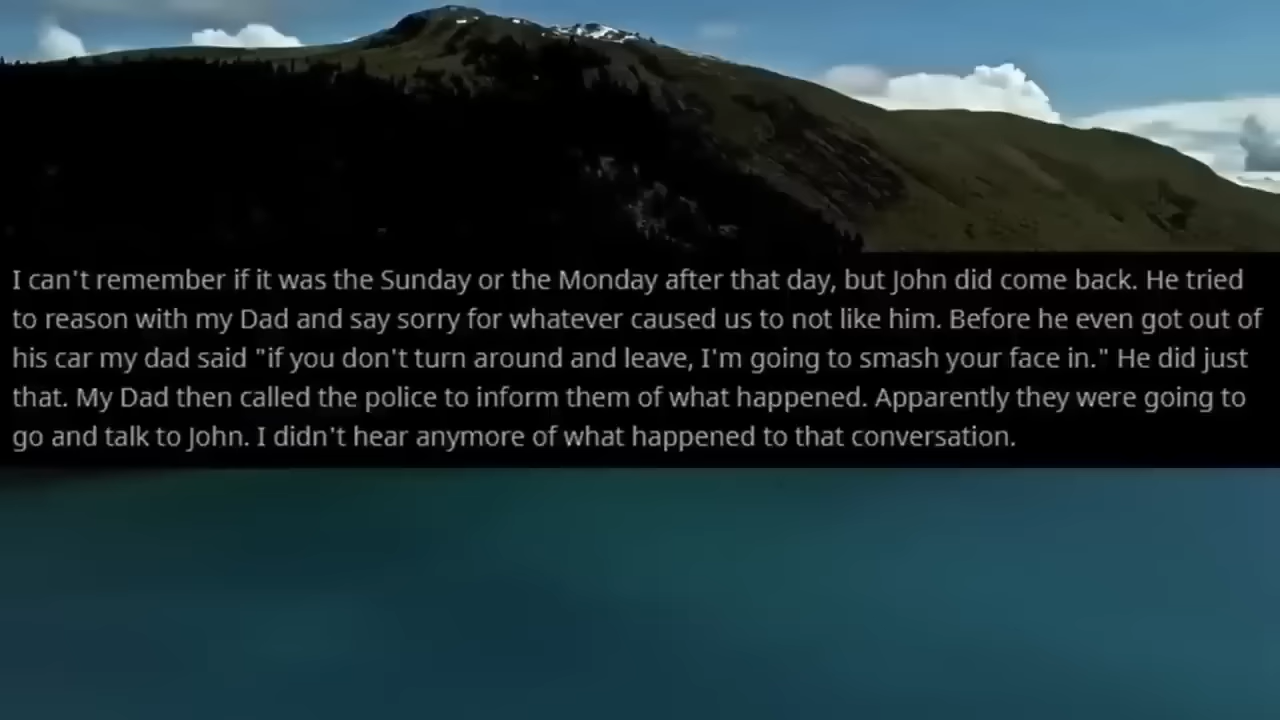 I can't remember if it was the Sunday or the Monday after that day, but John did come back. He tried
to reason with my Dad and say sorry for whatever caused us to not like him. Before he even got out of
his car my dad said "if you don't turn around and leave, I'm going to smash your face in." He did just
that. My Dad then called the police to inform them of what happened. Apparently they were going to
go and talk to John. I didn't hear anymore of what happened to that conversation.